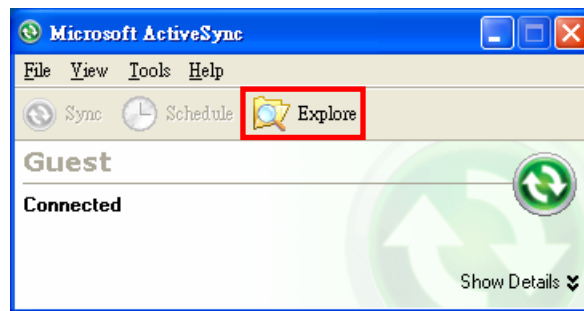 Microsoft ActiveSync
File View Tools Help
Sync Schedule Explore
Guest
Connected
Show Details